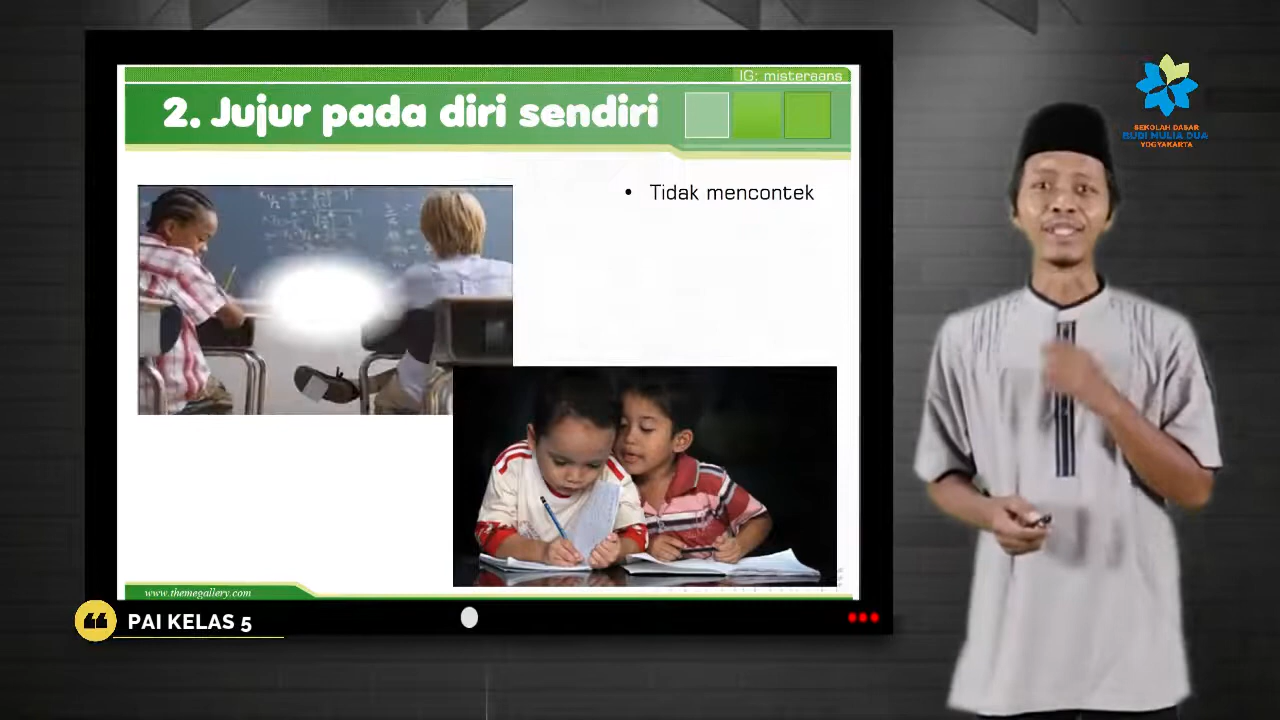 IG: misteraans
2. Jujur pada diri sendiri
• Tidak mencontek
www.themegallery.com
PAI KELAS 5
SEKOLAH DASAR
BUDI MULIA DUA
YOGYAKARTA